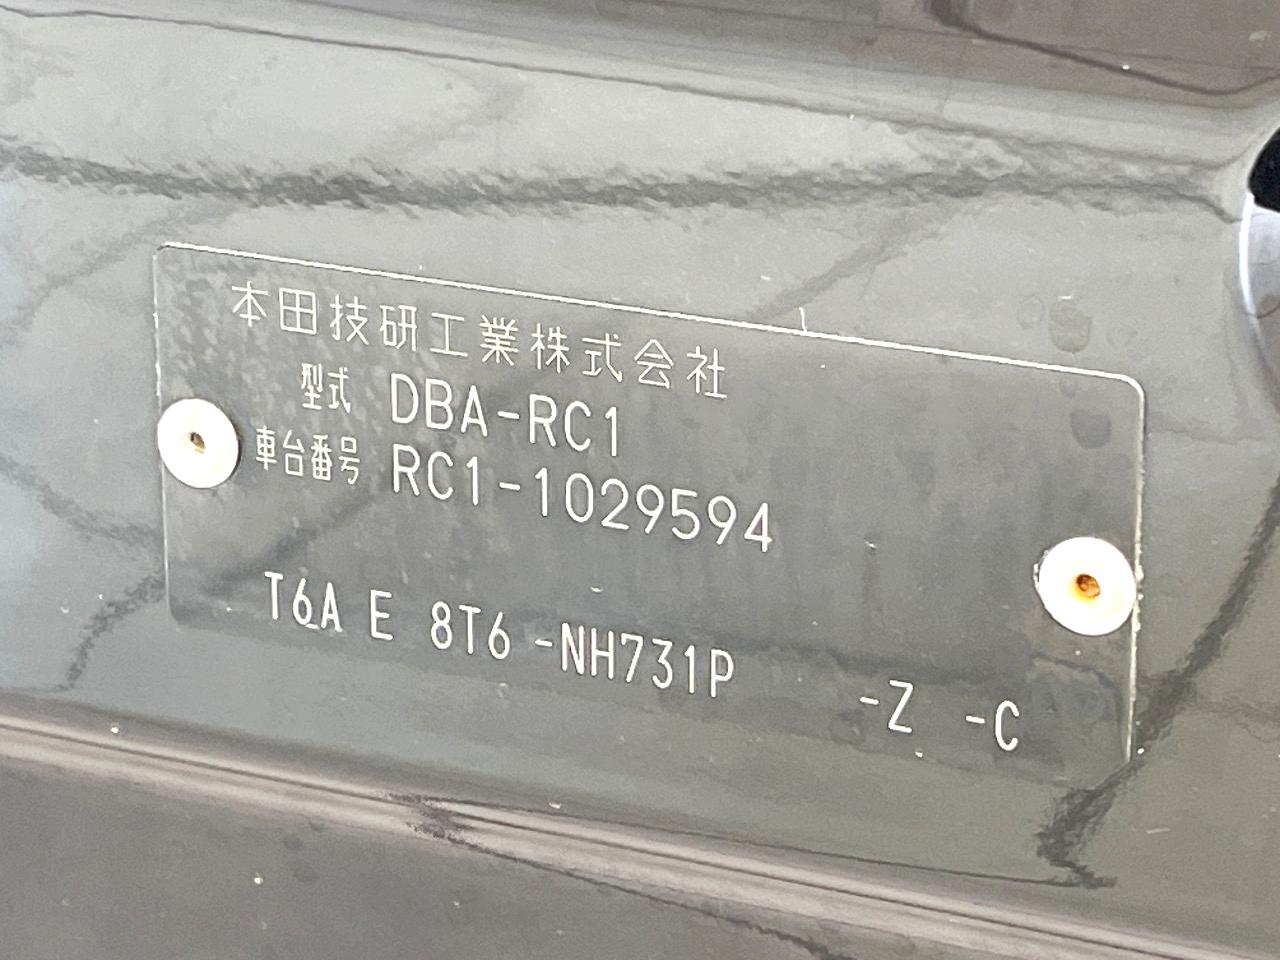 本田技研工業株式会社
型式 DBA-RC1
車台番号 RC1-1029594
T6A E 8T6 -NH731P -Z -C